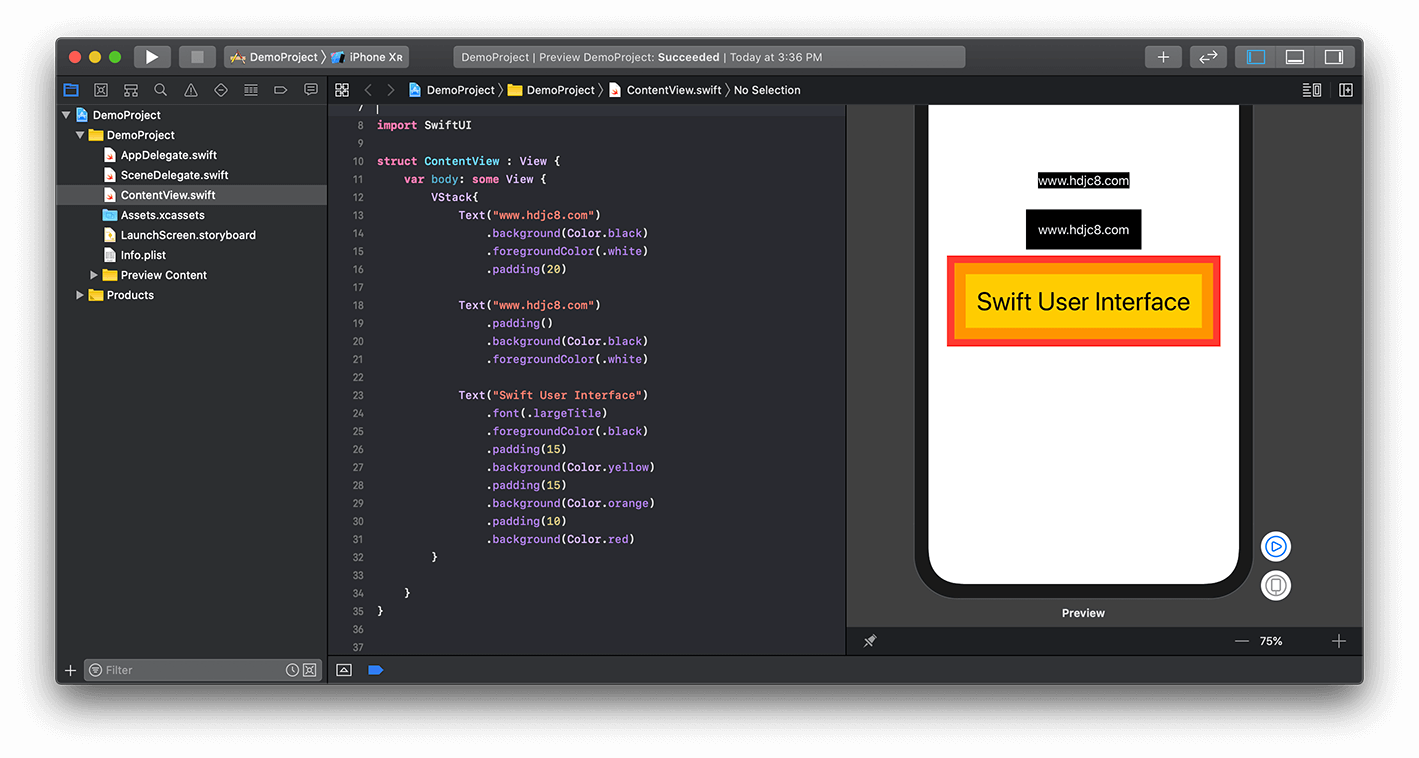 DemoProject 〉 iPhone XR
DemoProject | Preview DemoProject: Succeeded | Today at 3:36 PM
DemoProject 〉 DemoProject 〉 ContentView.swift 〉 No Selection
DemoProject
DemoProject
AppDelegate.swift
SceneDelegate.swift
ContentView.swift
Assets.xcassets
LaunchScreen.storyboard
Info.plist
Preview Content
Products
Filter
7
8 import SwiftUI
9
10 struct ContentView : View {
11     var body: some View {
12         VStack{
13             Text("www.hdjc8.com")
14                 .background(Color.black)
15                 .foregroundColor(.white)
16                 .padding(20)
17
18             Text("www.hdjc8.com")
19                 .padding()
20                 .background(Color.black)
21                 .foregroundColor(.white)
22
23             Text("Swift User Interface")
24                 .font(.largeTitle)
25                 .foregroundColor(.black)
26                 .padding(15)
27                 .background(Color.yellow)
28                 .padding(15)
29                 .background(Color.orange)
30                 .padding(10)
31                 .background(Color.red)
32         }
33
34     }
35 }
36
37
www.hdjc8.com
www.hdjc8.com
Swift User Interface
Preview
75%